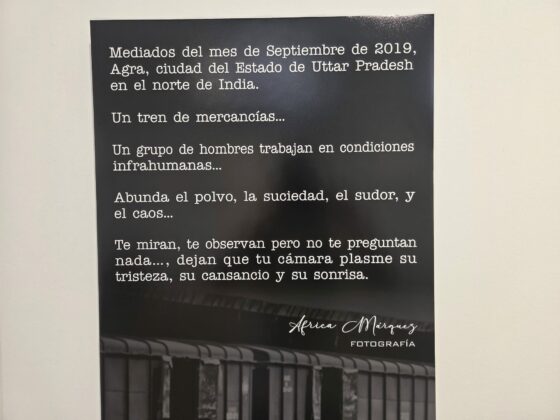 Mediados del mes de Septiembre de 2019,
Agra, ciudad del Estado de Uttar Pradesh
en el norte de India.
Un tren de mercancías...
Un grupo de hombres trabajan en condiciones
infrahumanas...
Abunda el polvo, la suciedad, el sudor, y
el caos...
Te miran, te observan pero no te preguntan
nada..., dejan que tu cámara plasme su
tristeza, su cansancio y su sonrisa.
África Márquez
FOTOGRAFÍA